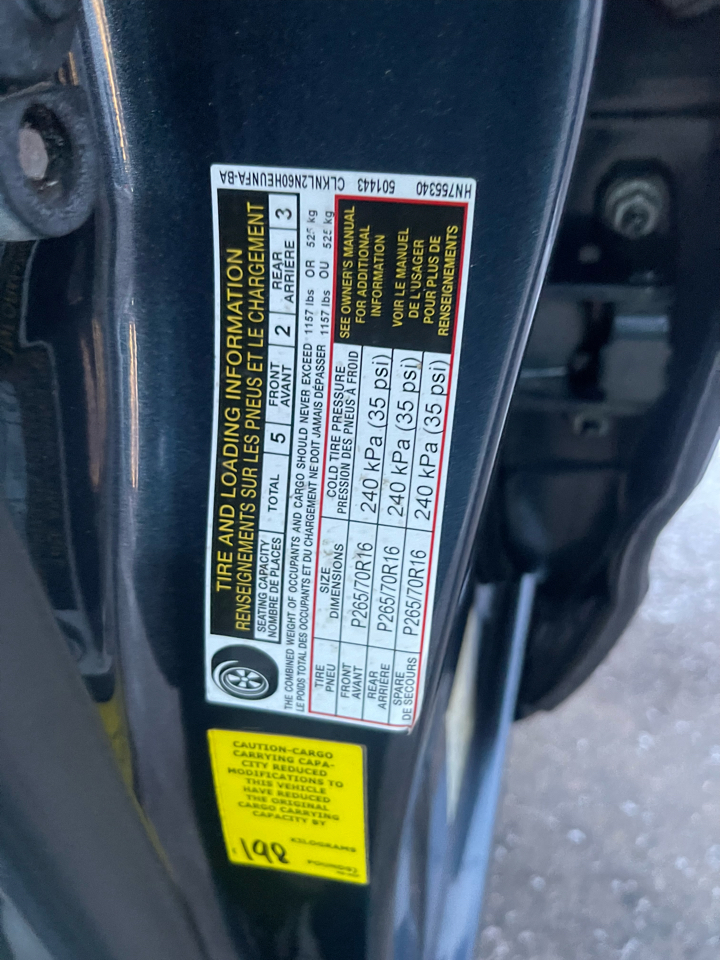 TIRE AND LOADING INFORMATION
RENSEIGNEMENTS SUR LES PNEUS ET LE CHARGEMENT
SEATING CAPACITY TOTAL 5 FRONT 2 REAR 3
NOMBRE DE PLACES AVANT ARRIÈRE
THE COMBINED WEIGHT OF OCCUPANTS AND CARGO SHOULD NEVER EXCEED 1157 lbs OR 525 kg
LE POIDS TOTAL DES OCCUPANTS ET DU CHARGEMENT NE DOIT JAMAIS DÉPASSER 1157 lbs OU 525 kg
TIRE SIZE COLD TIRE PRESSURE
PNEU DIMENSIONS PRESSION DES PNEUS À FROID
FRONT
AVANT P265/70R16 240 kPa (35 psi)
REAR
ARRIÈRE P265/70R16 240 kPa (35 psi)
SPARE
DE SECOURS P265/70R16 240 kPa (35 psi)
SEE OWNER'S MANUAL
FOR ADDITIONAL
INFORMATION
VOIR LE MANUEL
DE L'USAGER
POUR PLUS DE
RENSEIGNEMENTS
HN755340 501443 CLKNL2N60HEUNFA-BA
CAUTION-CARGO
CARRYING CAPA-
CITY REDUCED
MODIFICATIONS TO
THIS VEHICLE
HAVE REDUCED
THE ORIGINAL
CARGO CARRYING
CAPACITY BY
KILOGRAMS
198 POUNDS